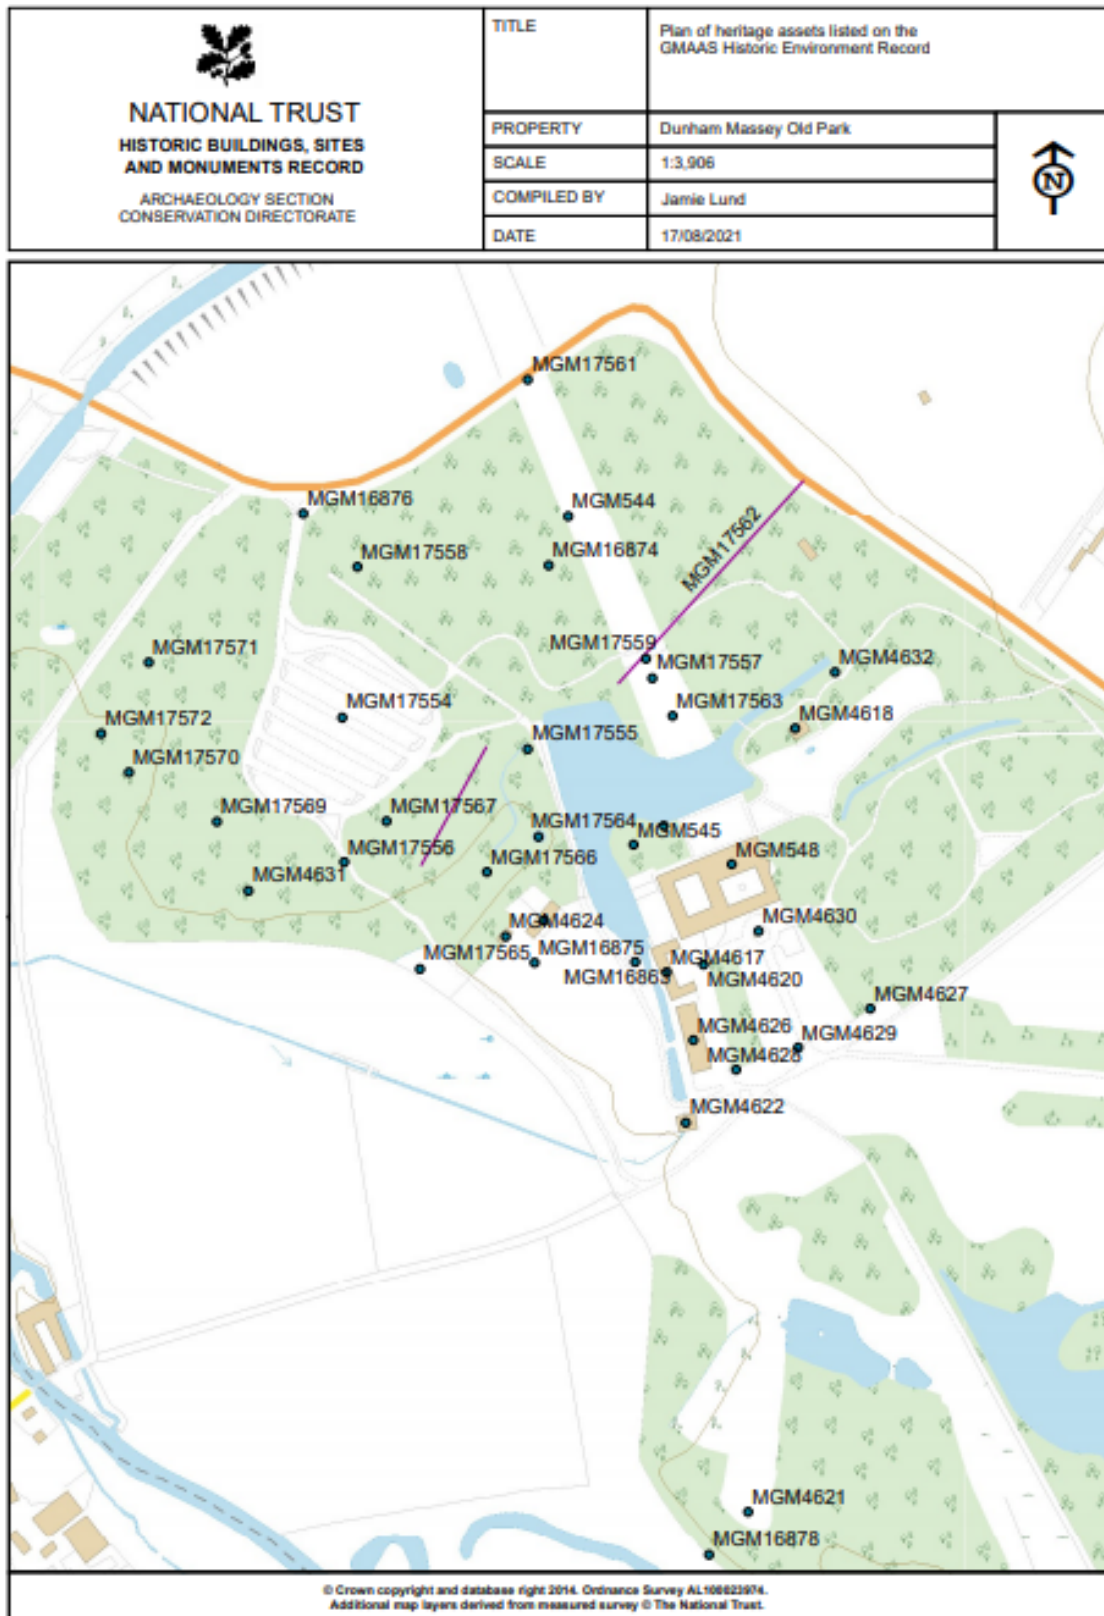 NATIONAL TRUST
HISTORIC BUILDINGS, SITES
AND MONUMENTS RECORD
ARCHAEOLOGY SECTION
CONSERVATION DIRECTORATE
TITLE
Plan of heritage assets listed on the
GMAAS Historic Environment Record
PROPERTY
Dunham Massey Old Park
SCALE
1:3,906
COMPILED BY
Jamie Lund
DATE
17/08/2021
N
MGM17561
MGM16876
MGM544
MGM17562
MGM17558
MGM16874
MGM17559
MGM17557
MGM4632
MGM17571
MGM17554
MGM17563
MGM4618
MGM17572
MGM17555
MGM17570
MGM17569
MGM17567
MGM17564
MGM545
MGM17556
MGM17566
MGM548
MGM4631
MGM4624
MGM4630
MGM17565
MGM16875
MGM4617
MGM16863
MGM4620
MGM4627
MGM4626
MGM4629
MGM4628
MGM4622
MGM4621
MGM16878
© Crown copyright and database right 2014. Ordnance Survey AL100023974.
Additional map layers derived from measured survey © The National Trust.